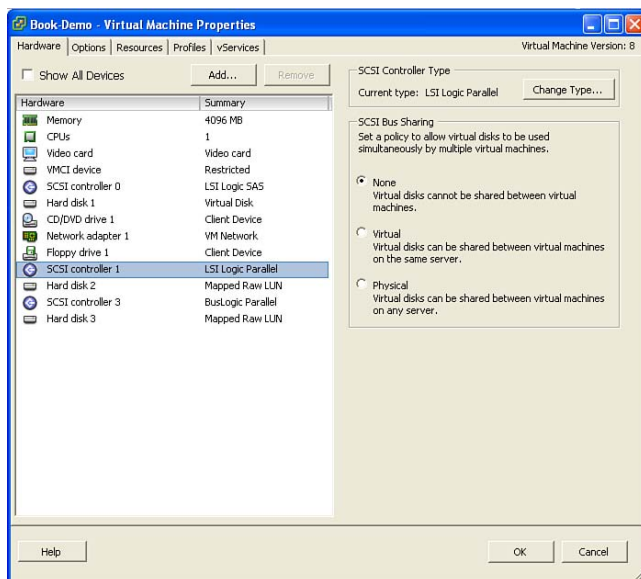 Book-Demo - Virtual Machine Properties
Hardware Options Resources Profiles vServices Virtual Machine Version: 8
Show All Devices Add... Remove
Hardware Summary
Memory 4096 MB
CPUs 1
Video card Video card
VMCI device Restricted
SCSI controller 0 LSI Logic SAS
Hard disk 1 Virtual Disk
CD/DVD drive 1 Client Device
Network adapter 1 VM Network
Floppy drive 1 Client Device
SCSI controller 1 LSI Logic Parallel
Hard disk 2 Mapped Raw LUN
SCSI controller 3 BusLogic Parallel
Hard disk 3 Mapped Raw LUN
SCSI Controller Type
Current type: LSI Logic Parallel Change Type...
SCSI Bus Sharing
Set a policy to allow virtual disks to be used
simultaneously by multiple virtual machines.
None
Virtual disks cannot be shared between virtual
machines.
Virtual
Virtual disks can be shared between virtual machines
on the same server.
Physical
Virtual disks can be shared between virtual machines
on any server.
Help OK Cancel